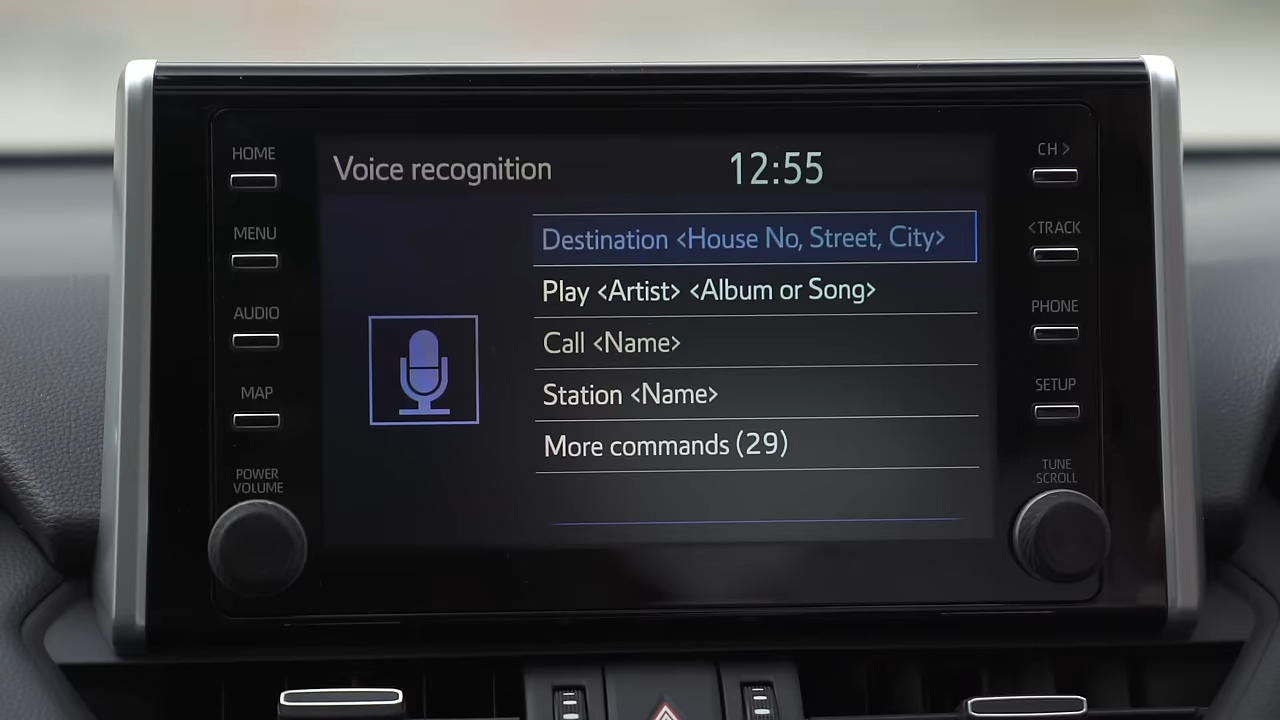 HOME
MENU
AUDIO
MAP
POWER
VOLUME
Voice recognition
12:55
Destination <House No, Street, City>
Play <Artist> <Album or Song>
Call <Name>
Station <Name>
More commands (29)
CH >
<TRACK
PHONE
SETUP
TUNE
SCROLL